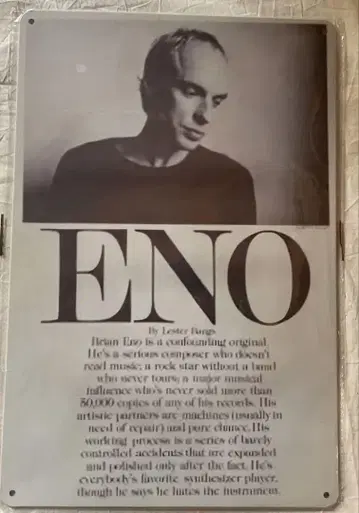 ENO
By Lester Bangs
Brian Eno is a confounding original.
He's a serious composer who doesn't
read music; a rock star without a band
who never tours; a major musical
influence who's never sold more than
50,000 copies of any of his records. His
artistic partners are machines (usually in
need of repair) and pure chance. His
working process is a series of barely
controlled accidents that are expanded
and polished only after the fact. He's
everybody's favorite synthesizer player,
though he says he hates the instrument.